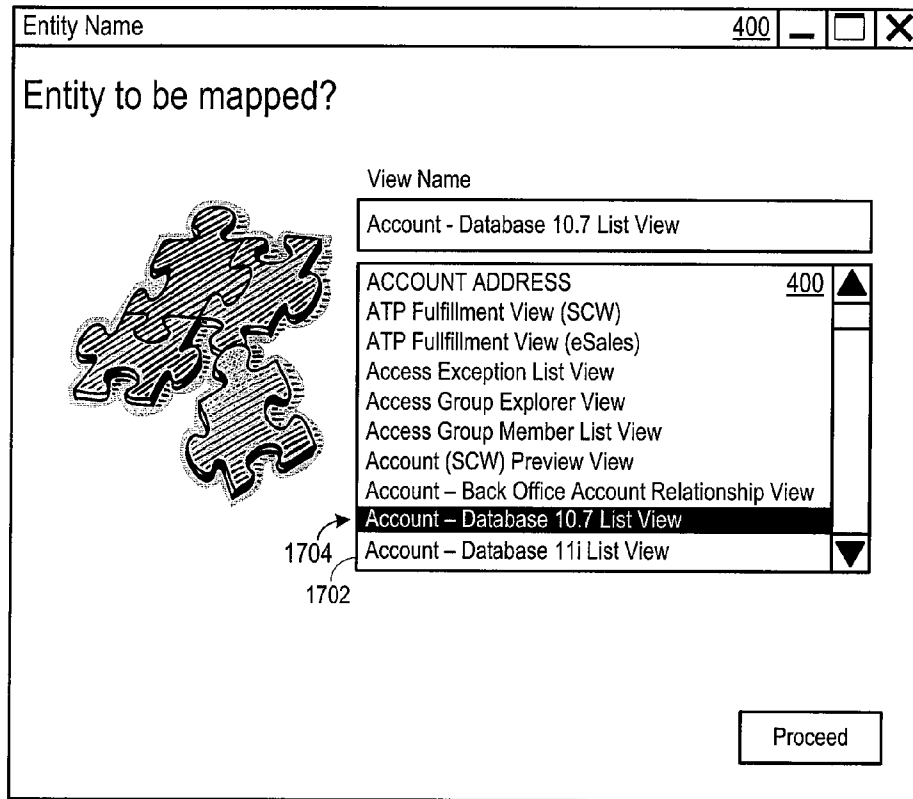 Entity Name 400
Entity to be mapped?
View Name
Account - Database 10.7 List View
ACCOUNT ADDRESS 400
ATP Fulfillment View (SCW)
ATP Fullfillment View (eSales)
Access Exception List View
Access Group Explorer View
Access Group Member List View
Account (SCW) Preview View
Account – Back Office Account Relationship View
Account – Database 10.7 List View
1704
Account – Database 11i List View
1702
Proceed